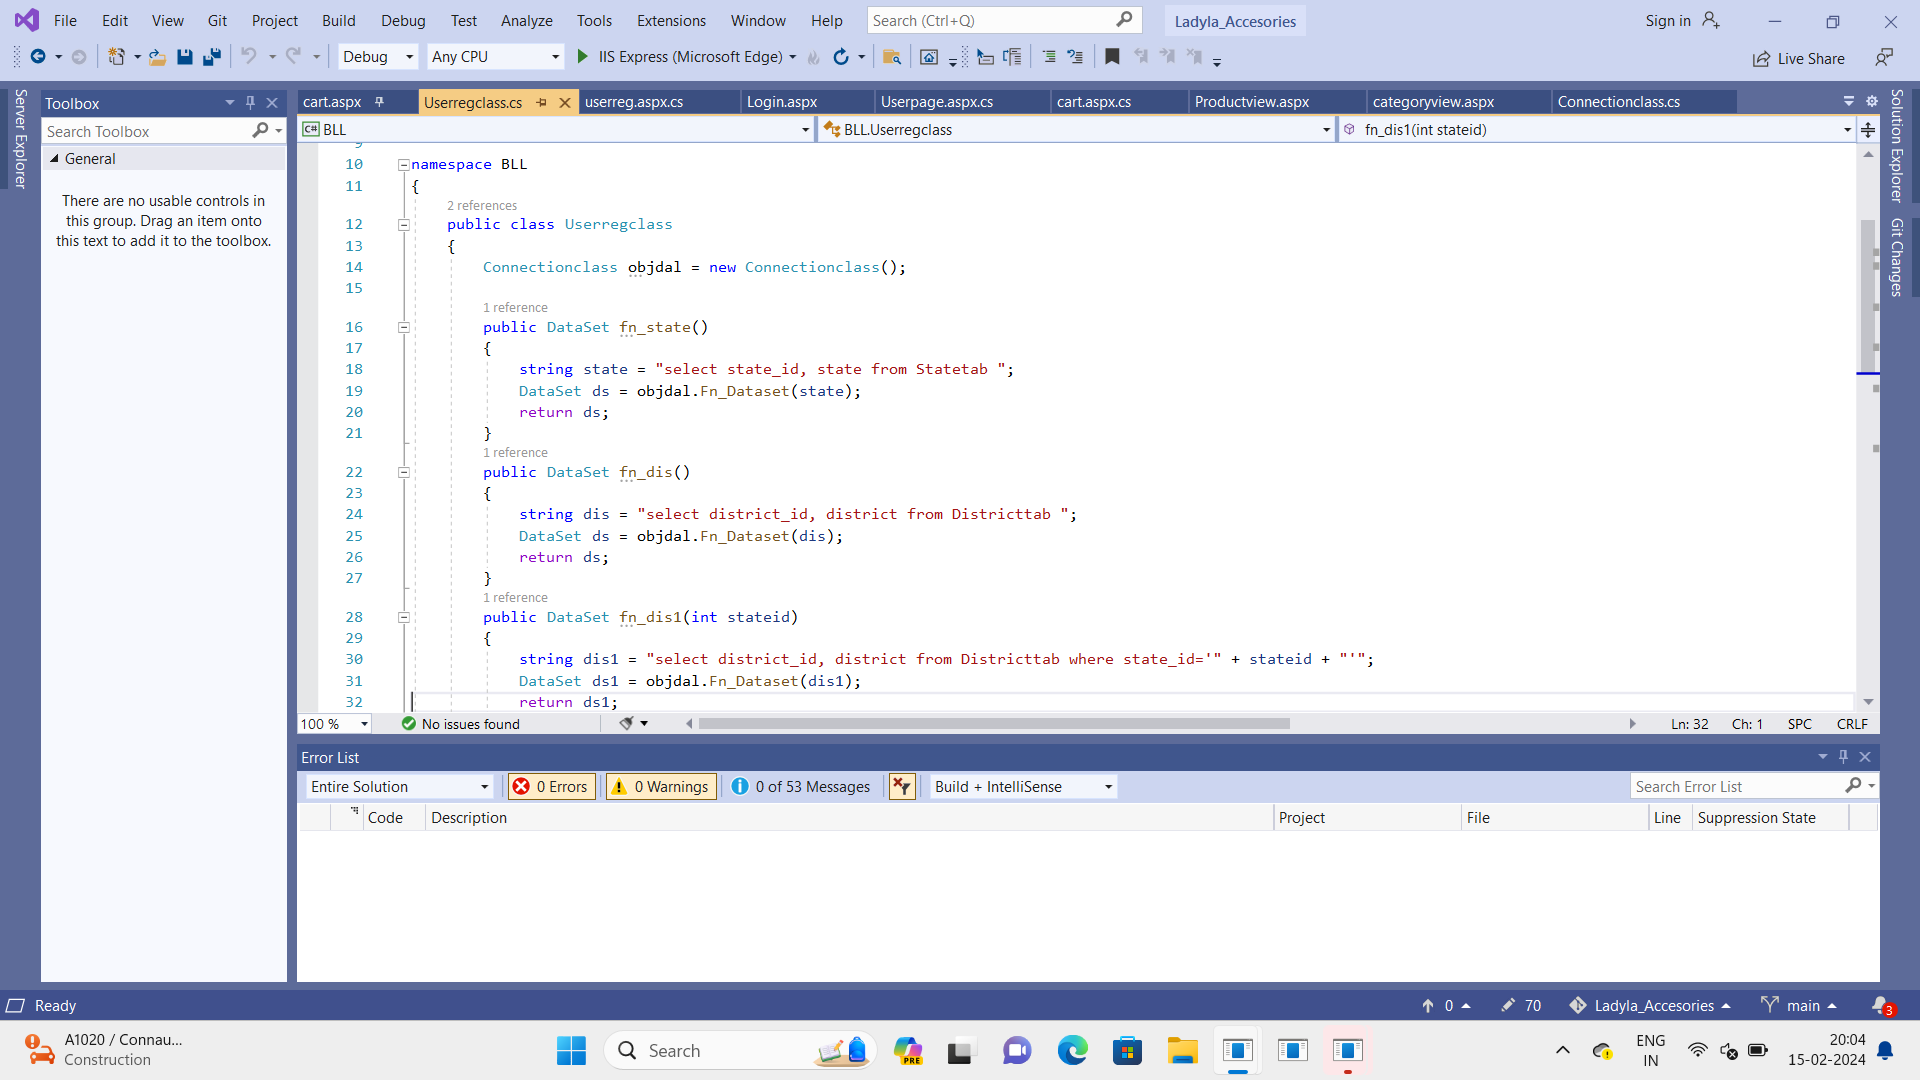 File Edit View Git Project Build Debug Test Analyze Tools Extensions Window Help Search (Ctrl+Q) Ladyla_Accesories Sign in
Debug Any CPU IIS Express (Microsoft Edge) Live Share
Server Explorer
Toolbox
Search Toolbox
General
There are no usable controls in
this group. Drag an item onto
this text to add it to the toolbox.
cart.aspx Userregclass.cs userreg.aspx.cs Login.aspx Userpage.aspx.cs cart.aspx.cs Productview.aspx categoryview.aspx Connectionclass.cs
C# BLL BLL.Userregclass fn_dis1(int stateid)
9
10 namespace BLL
11 {
2 references
12 public class Userregclass
13 {
14 Connectionclass objdal = new Connectionclass();
15
1 reference
16 public DataSet fn_state()
17 {
18 string state = "select state_id, state from Statetab ";
19 DataSet ds = objdal.Fn_Dataset(state);
20 return ds;
21 }
1 reference
22 public DataSet fn_dis()
23 {
24 string dis = "select district_id, district from Districttab ";
25 DataSet ds = objdal.Fn_Dataset(dis);
26 return ds;
27 }
1 reference
28 public DataSet fn_dis1(int stateid)
29 {
30 string dis1 = "select district_id, district from Districttab where state_id='" + stateid + "'";
31 DataSet ds1 = objdal.Fn_Dataset(dis1);
32 return ds1;
100 % No issues found Ln: 32 Ch: 1 SPC CRLF
Solution Explorer
Git Changes
Error List
Entire Solution 0 Errors 0 Warnings 0 of 53 Messages Build + IntelliSense Search Error List
Code Description Project File Line Suppression State
Ready 0 70 Ladyla_Accesories main 3
A1020 / Connau...
Construction
Search
PRE
ENG
IN
20:04
15-02-2024